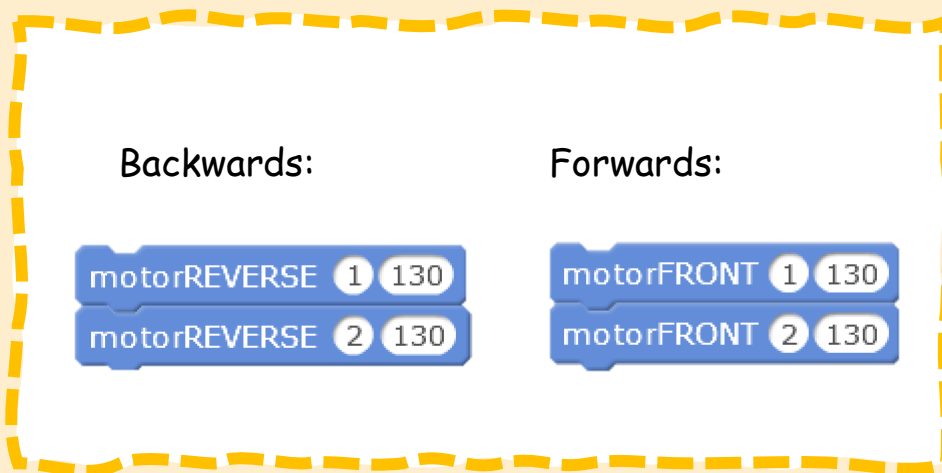 Backwards:
Forwards:
motorREVERSE 1 130
motorREVERSE 2 130
motorFRONT 1 130
motorFRONT 2 130